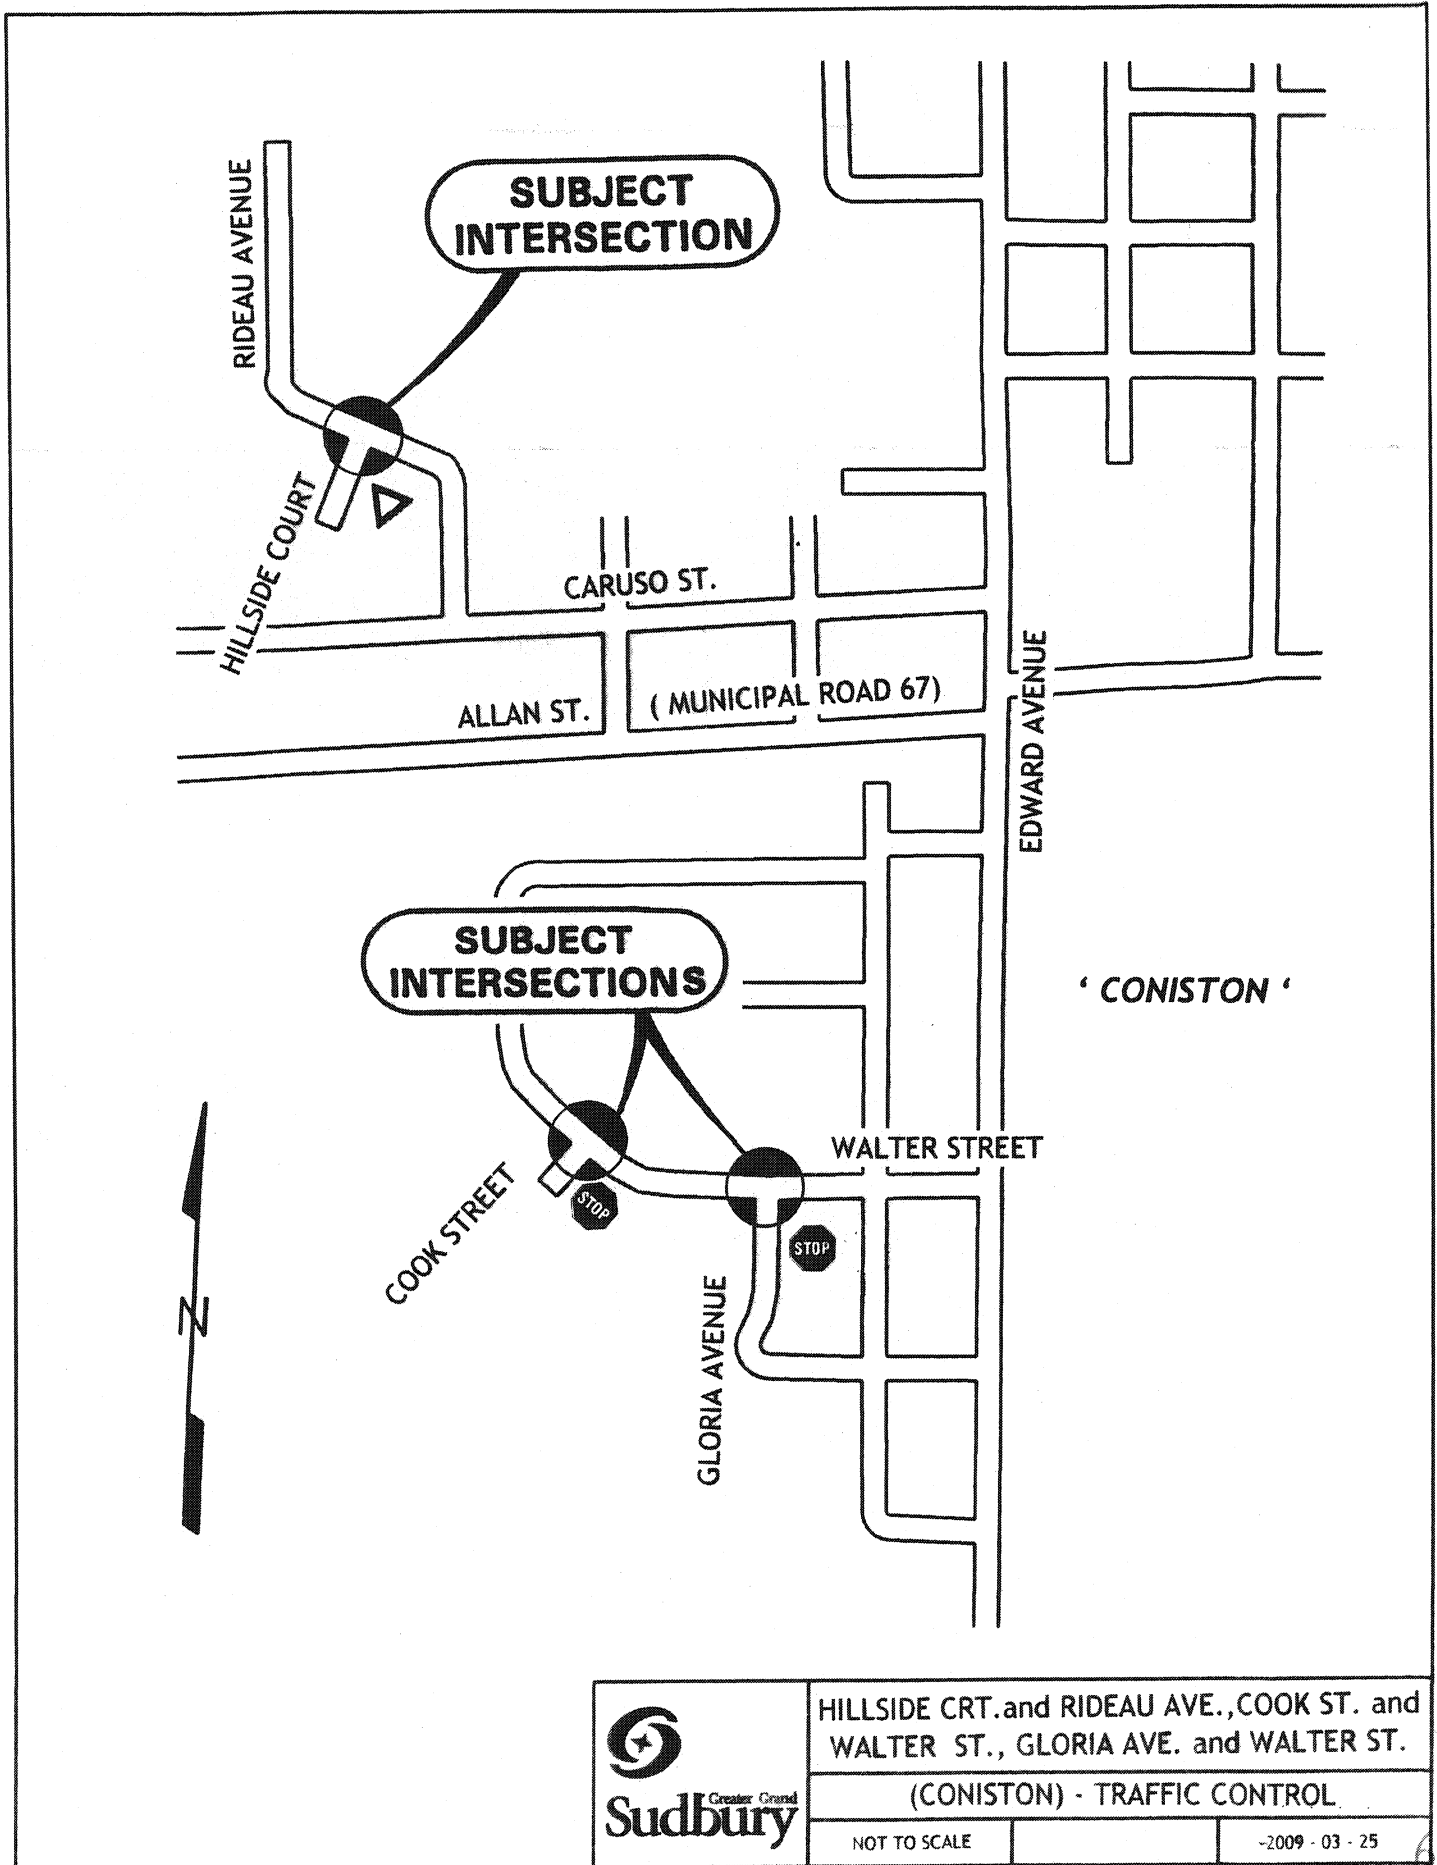 RIDEAU AVENUE
SUBJECT
INTERSECTION
HILLSIDE COURT
CARUSO ST.
ALLAN ST.
( MUNICIPAL ROAD 67)
EDWARD AVENUE
SUBJECT
INTERSECTIONS
' CONISTON '
WALTER STREET
COOK STREET
STOP
STOP
GLORIA AVENUE
N
HILLSIDE CRT.and RIDEAU AVE.,COOK ST. and
WALTER ST., GLORIA AVE. and WALTER ST.
(CONISTON) - TRAFFIC CONTROL
Greater Grand
Sudbury
NOT TO SCALE
-2009 - 03 - 25